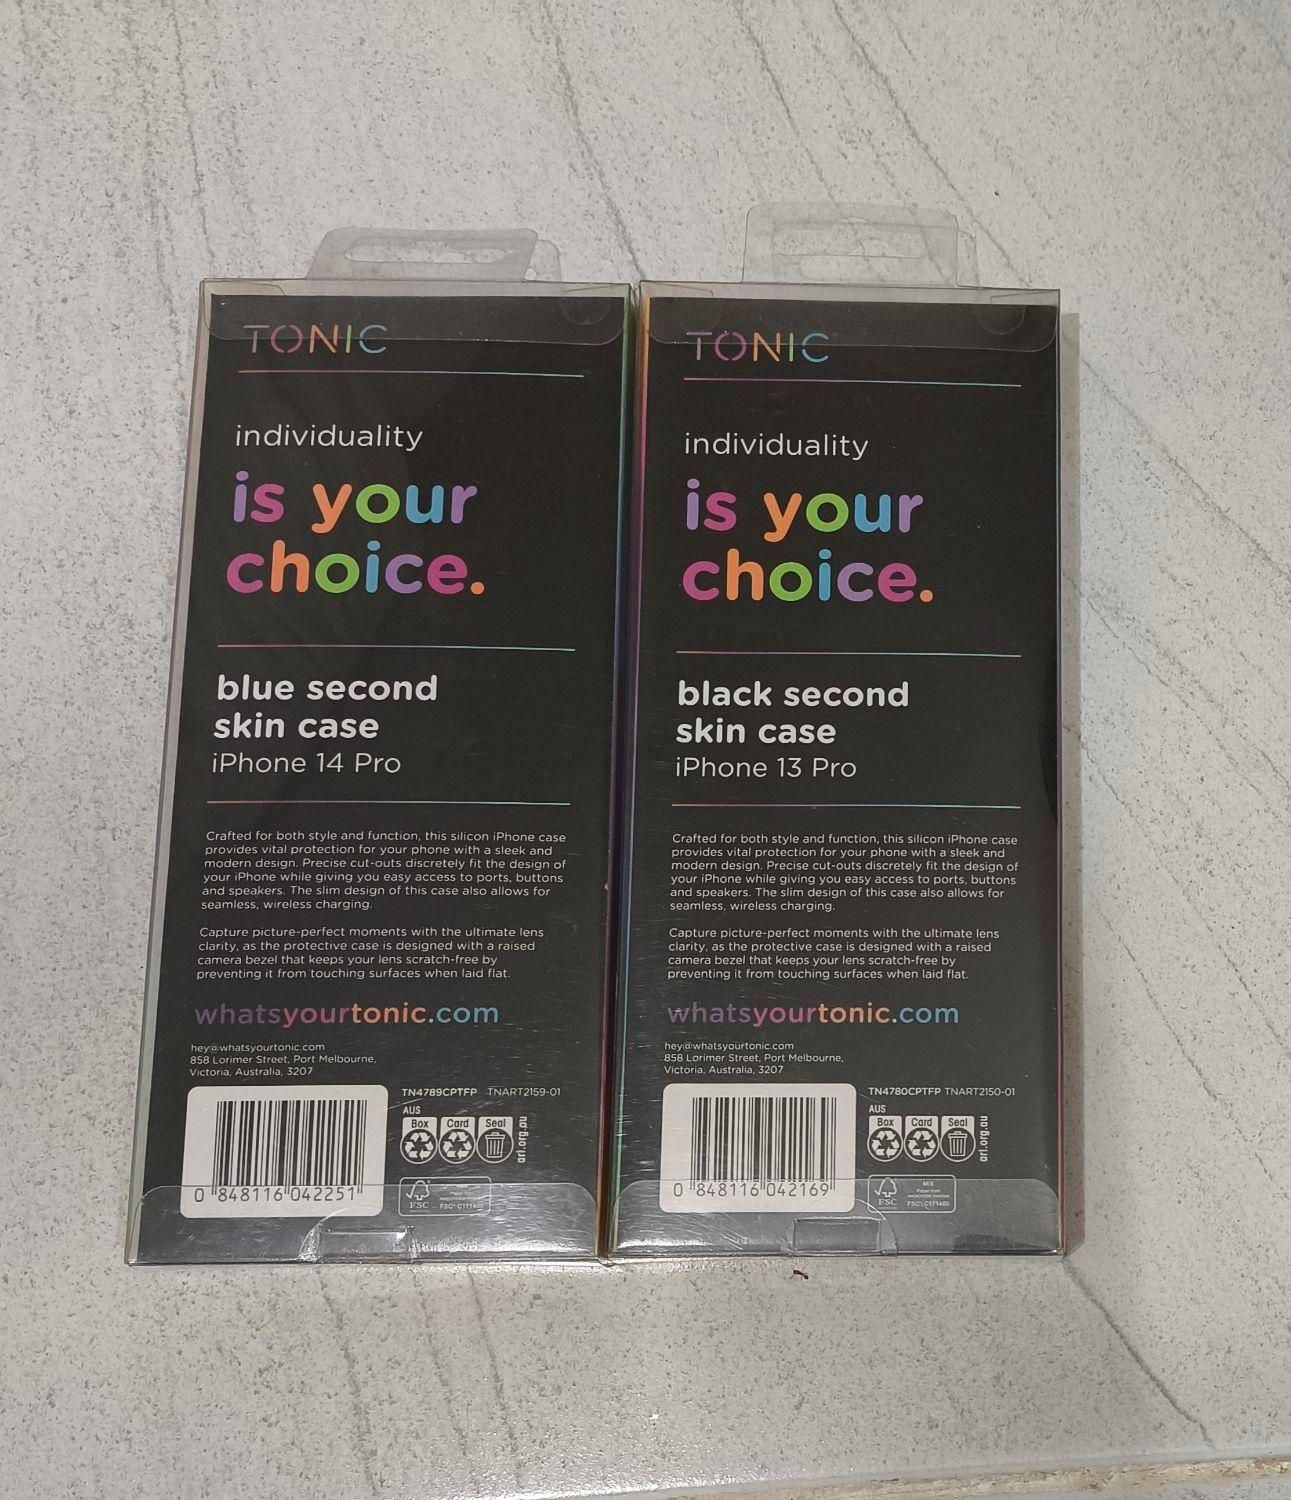 TONIC
individuality
is your
choice.
blue second
skin case
iPhone 14 Pro
Crafted for both style and function, this silicon iPhone case
provides vital protection for your phone with a sleek and
modern design. Precise cut-outs discretely fit the design of
your iPhone while giving you easy access to ports, buttons
and speakers. The slim design of this case also allows for
seamless, wireless charging.
Capture picture-perfect moments with the ultimate lens
clarity, as the protective case is designed with a raised
camera bezel that keeps your lens scratch-free by
preventing it from touching surfaces when laid flat.
whatsyourtonic.com
hey@whatsyourtonic.com
858 Lorimer Street, Port Melbourne,
Victoria, Australia, 3207
TN4789CPTFP TNART2159-01
AUS
Box Card Seal
arl.org.au
0 848116 042251
FSC
TONIC
individuality
is your
choice.
black second
skin case
iPhone 13 Pro
Crafted for both style and function, this silicon iPhone case
provides vital protection for your phone with a sleek and
modern design. Precise cut-outs discretely fit the design of
your iPhone while giving you easy access to ports, buttons
and speakers. The slim design of this case also allows for
seamless, wireless charging.
Capture picture-perfect moments with the ultimate lens
clarity, as the protective case is designed with a raised
camera bezel that keeps your lens scratch-free by
preventing it from touching surfaces when laid flat.
whatsyourtonic.com
hey@whatsyourtonic.com
858 Lorimer Street, Port Melbourne,
Victoria, Australia, 3207
TN4780CPTFP TNART2150-01
AUS
Box Card Seal
arl.org.au
0 848116 042169
FSC
MIX